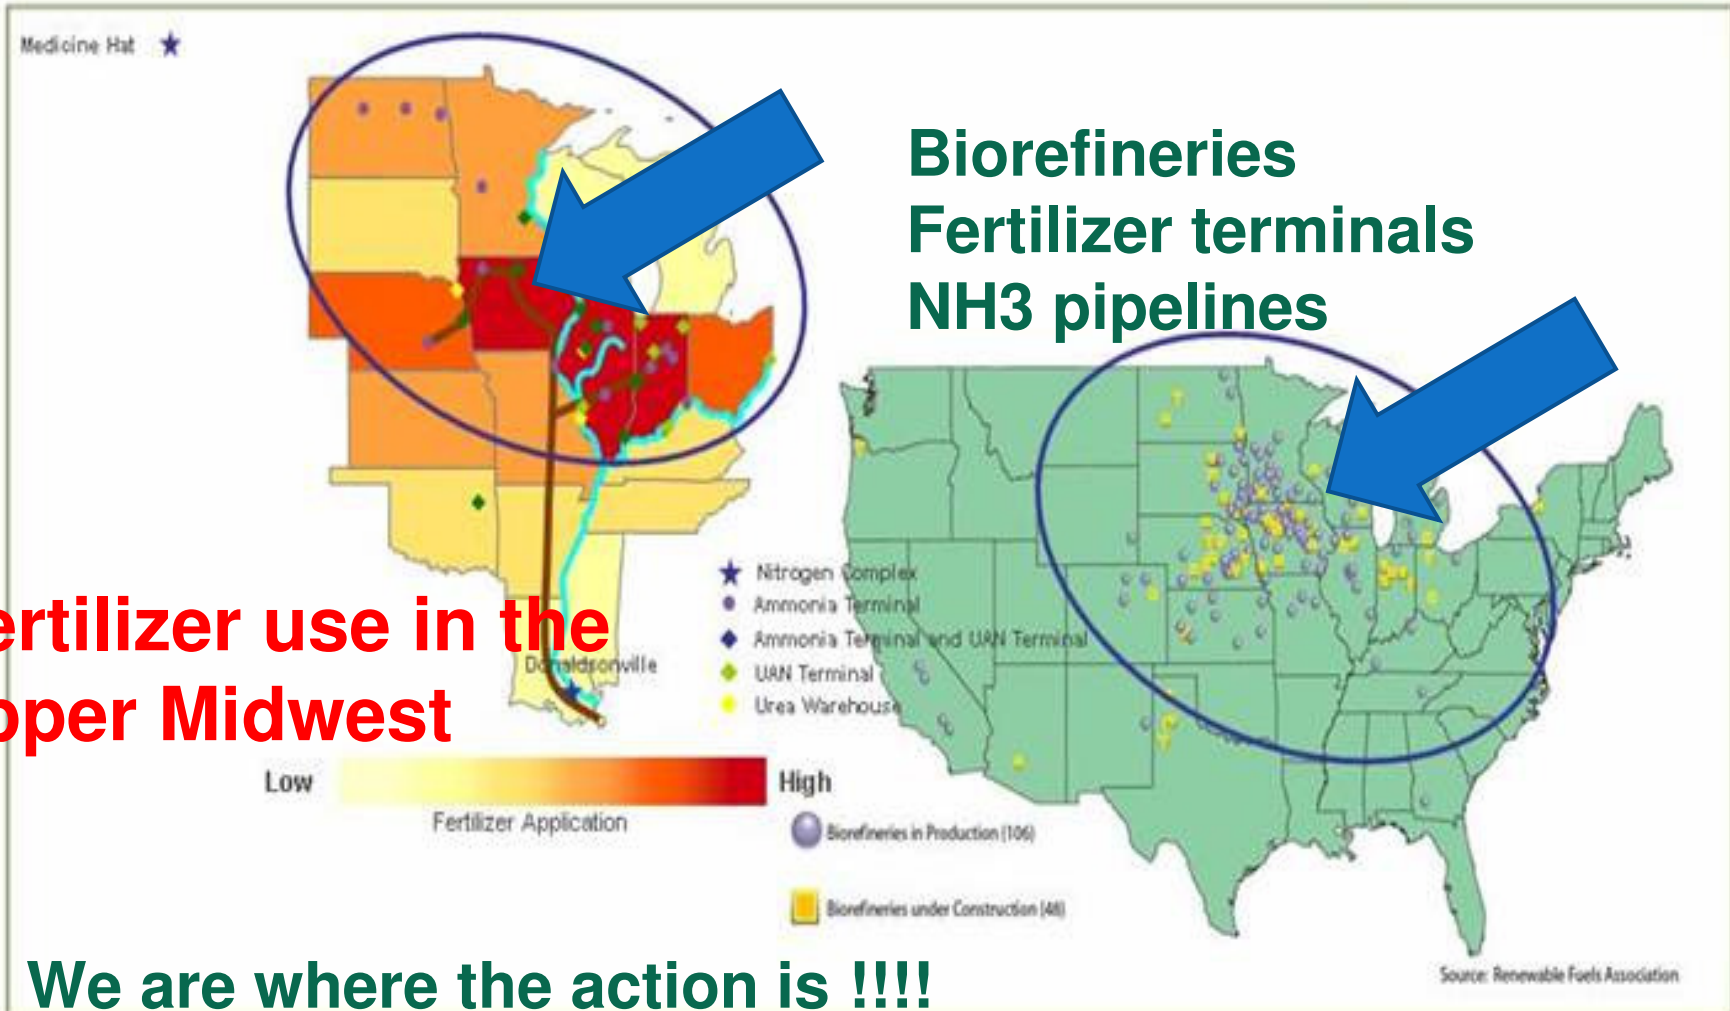 Medicine Hat
Biorefineries
Fertilizer terminals
NH3 pipelines
Nitrogen Complex
Ammonia Terminal
Ammonia Terminal and UAN Terminal
UAN Terminal
Urea Warehouse
ertilizer use in the
pper Midwest
Donaldsonville
Low
High
Fertilizer Application
Biorefineries in Production (106)
Biorefineries under Construction (48)
Source: Renewable Fuels Association
We are where the action is !!!!